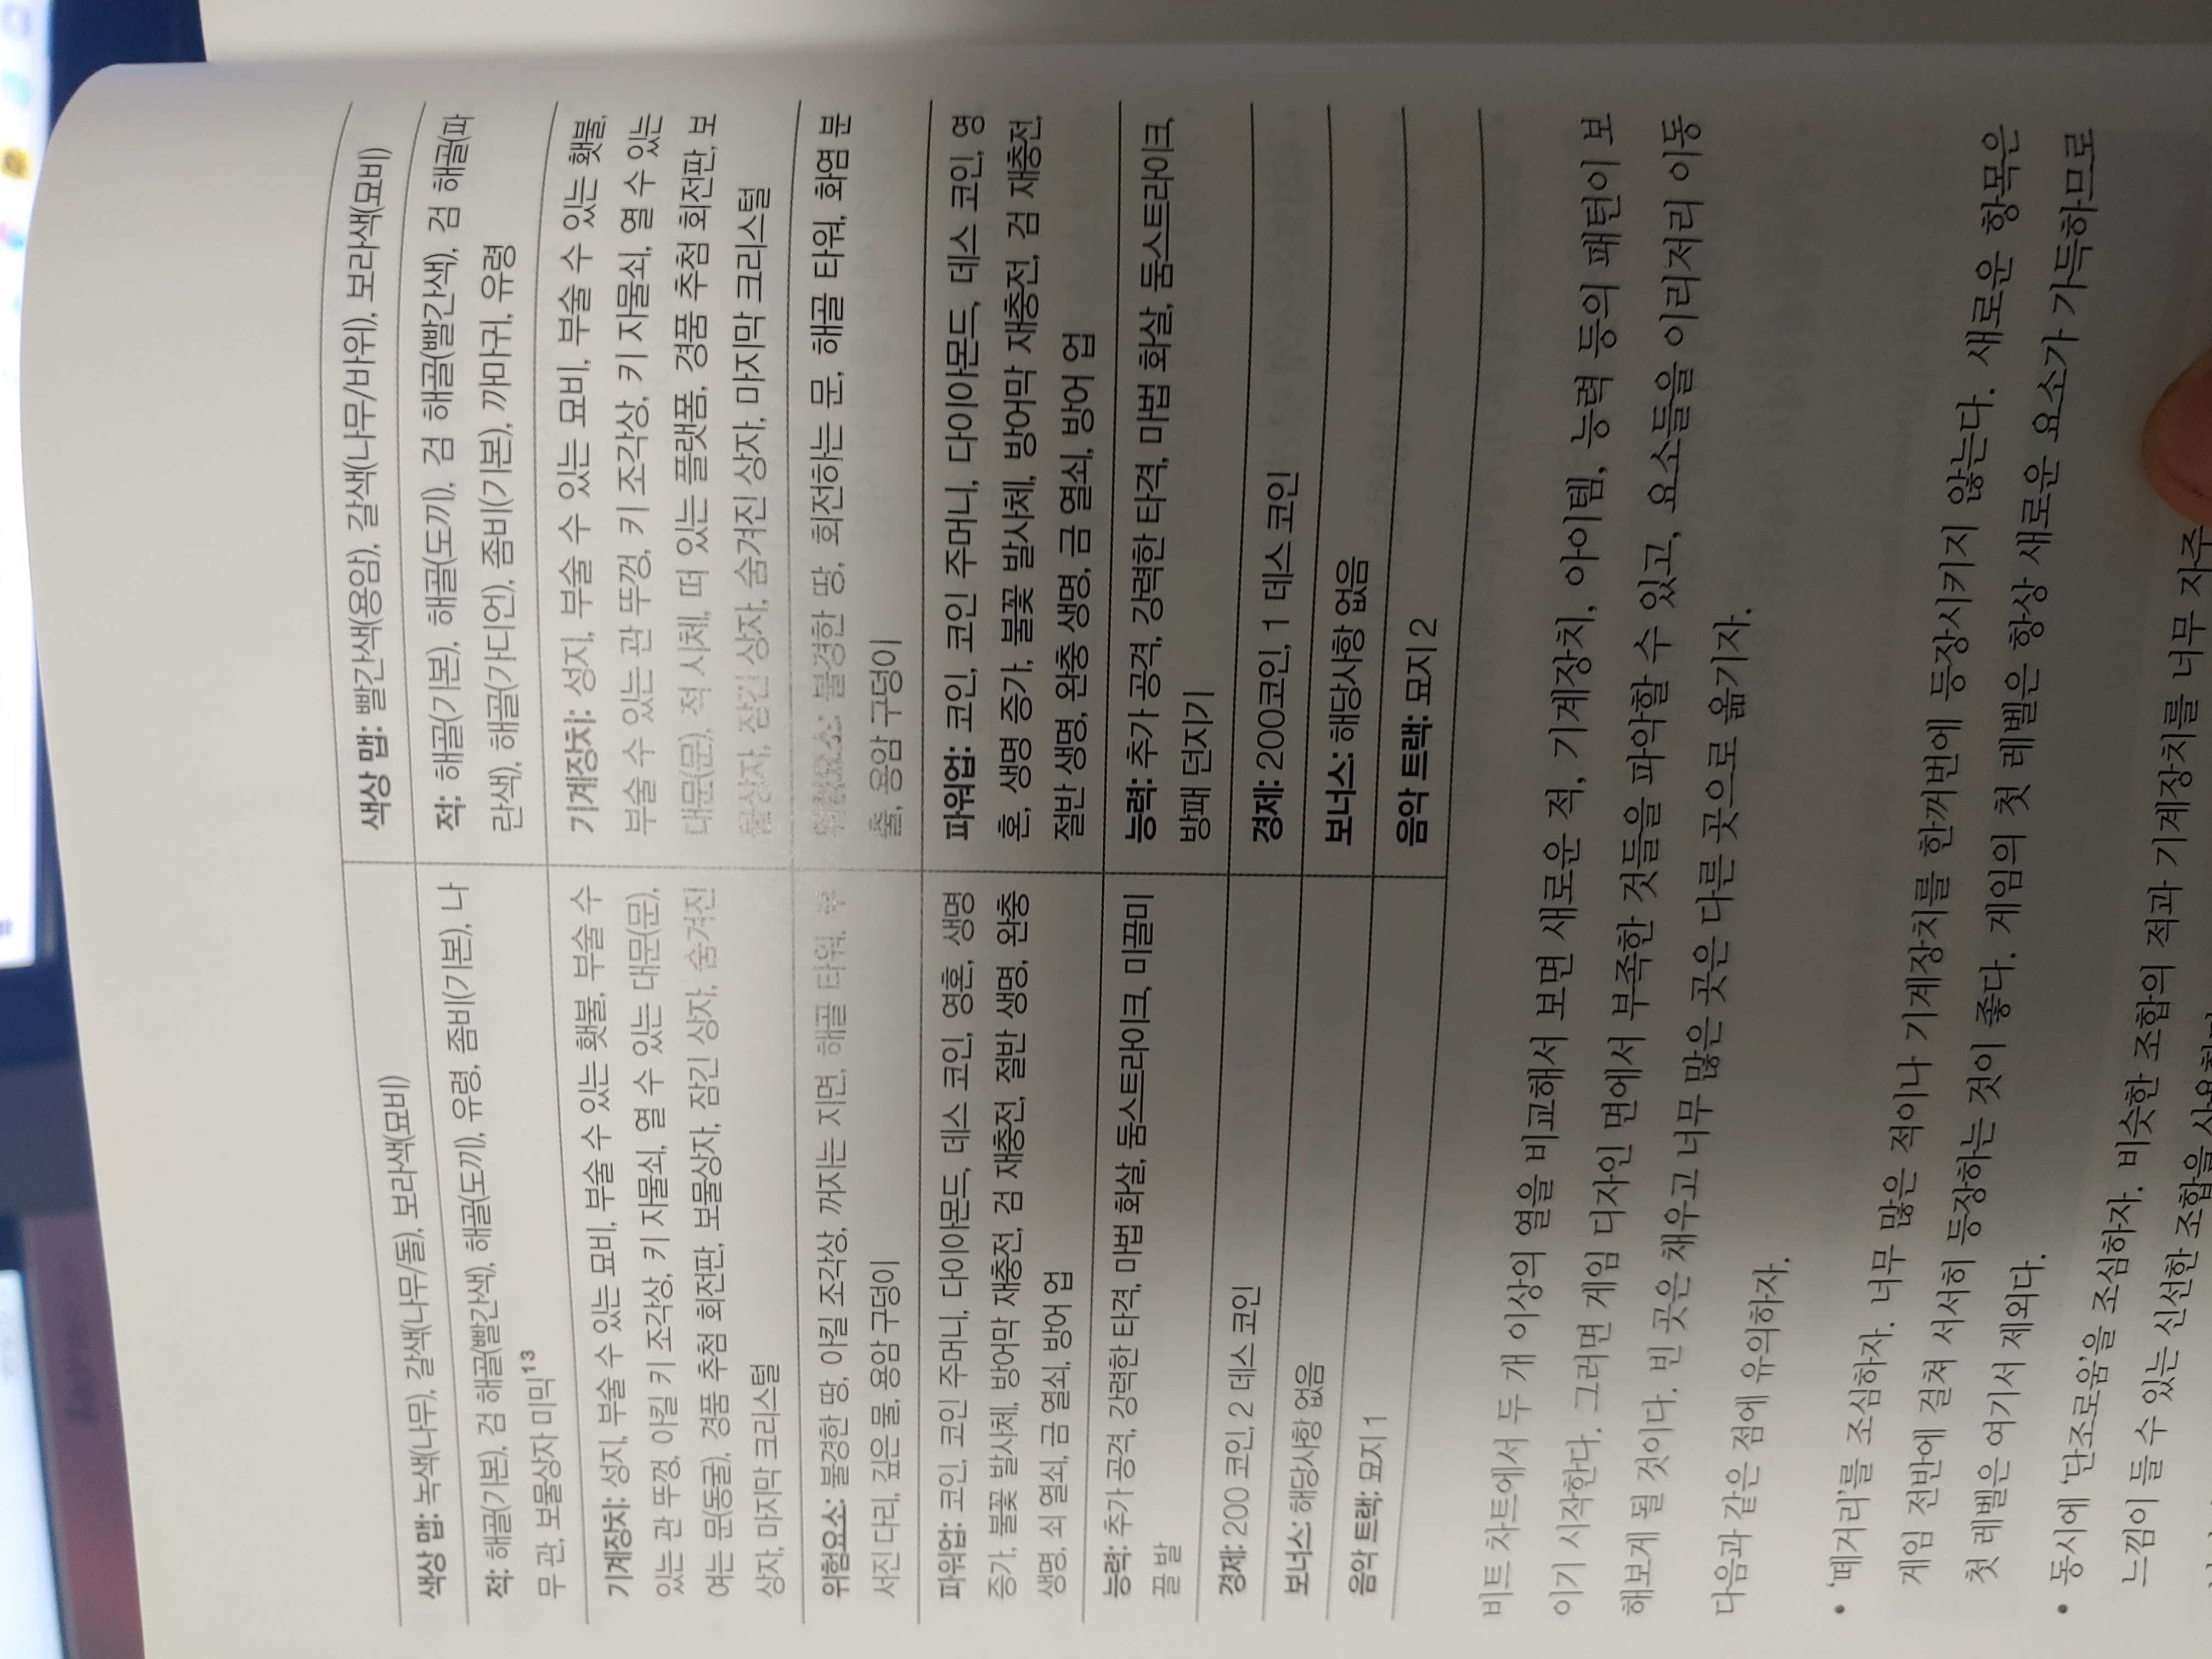 색상 맵: 녹색(나무), 갈색(나무/돌), 보라색(묘비)
적: 해골(기본), 검 해골(빨간색), 해골(도끼), 유령, 좀비(기본), 나
무 관, 보물상자 미믹13
기계장치: 성지, 부술 수 있는 묘비, 부술 수 있는 횃불, 부술 수
있는 관 뚜껑, 아킬 키 조각상, 키 자물쇠, 열 수 있는 대문(문),
여는 문(동굴), 경품 추첨 회전판, 보물상자, 잠긴 상자, 숨겨진
상자, 마지막 크리스털
위험요소: 불경한 땅, 아킬 조각상, 꺼지는 지면, 해골 타워, 부
서진 다리, 깊은 물, 용암 구덩이
파워업: 코인, 코인 주머니, 다이아몬드, 데스 코인, 영혼, 생명
증가, 불꽃 발사체, 방어막 재충전, 검 재충전, 절반 생명, 완충
생명, 쇠 열쇠, 금 열쇠, 방어 업
능력: 추가 공격, 강력한 타격, 마법 화살, 둠스트라이크, 미끌미
끌 발
경제: 200 코인, 2 데스 코인
보너스: 해당사항 없음
음악 트랙: 묘지 1
색상 맵: 빨간색(용암), 갈색(나무/바위), 보라색(묘비)
적: 해골(기본), 해골(도끼), 검 해골(빨간색), 검 해골(파
란색), 해골(가디언), 좀비(기본), 까마귀, 유령
기계장치: 성지, 부술 수 있는 묘비, 부술 수 있는 횃불,
부술 수 있는 관 뚜껑, 키 조각상, 키 자물쇠, 열 수 있는
대문(문), 적 시체, 떠 있는 플랫폼, 경품 추첨 회전판, 보
물상자, 잠긴 상자, 숨겨진 상자, 마지막 크리스털
위험요소: 불경한 땅, 회전하는 문, 해골 타워, 화염 분
출, 용암 구덩이
파워업: 코인, 코인 주머니, 다이아몬드, 데스 코인, 영
혼, 생명 증가, 불꽃 발사체, 방어막 재충전, 검 재충전,
절반 생명, 완충 생명, 금 열쇠, 방어 업
능력: 추가 공격, 강력한 타격, 마법 화살, 둠스트라이크,
방패 던지기
경제: 200코인, 1 데스 코인
보너스: 해당사항 없음
음악 트랙: 묘지 2
비트 차트에서 두 개 이상의 열을 비교해서 보면 새로운 적, 기계장치, 아이템, 능력 등의 패턴이 보
이기 시작한다. 그러면 게임 디자인 면에서 부족한 것들을 파악할 수 있고, 요소들을 이리저리 이동
해보게 될 것이다. 빈 곳은 채우고 너무 많은 곳은 다른 곳으로 옮기자.
다음과 같은 점에 유의하자.
• ‘떼거리’를 조심하자. 너무 많은 적이나 기계장치를 한꺼번에 등장시키지 않는다. 새로운 항목은
게임 전반에 걸쳐 서서히 등장하는 것이 좋다. 게임의 첫 레벨은 항상 새로운 요소가 가득하므로
첫 레벨은 여기서 제외다.
• 동시에 ‘단조로움’을 조심하자. 비슷한 조합의 적과 기계장치를 너무 자주
느낌이 들 수 있는 신선한 조합을